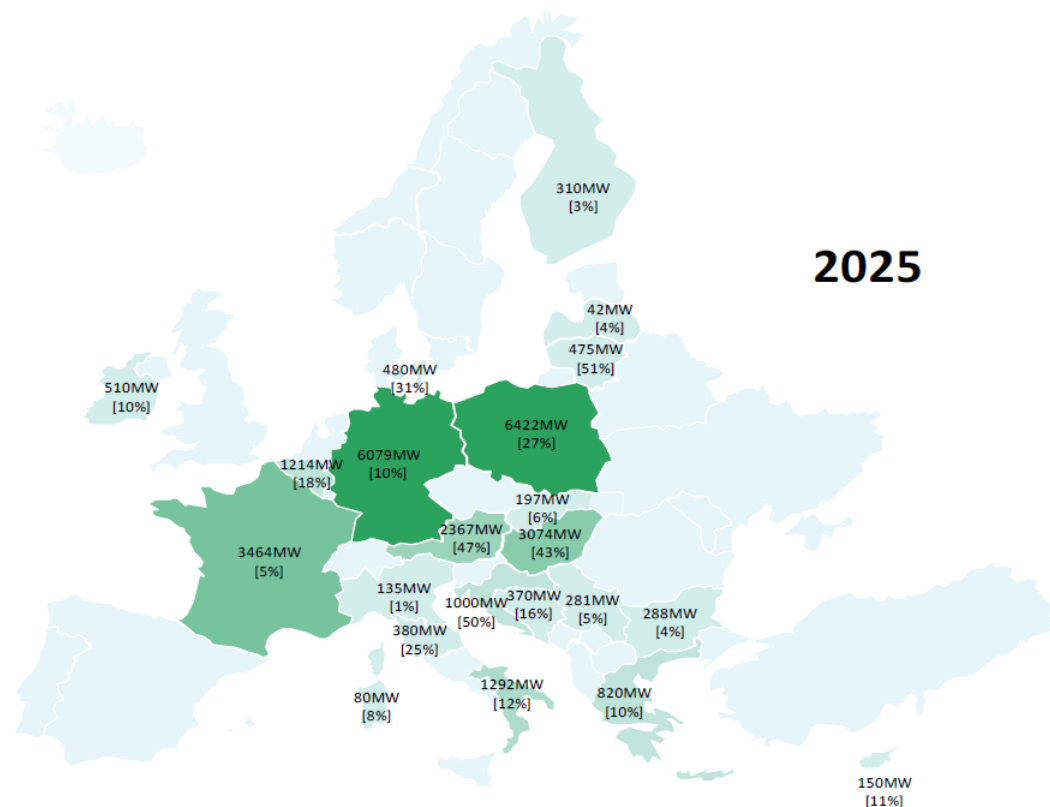 310MW
[3%]
2025
42MW
[4%]
475MW
[51%]
480MW
[31%]
510MW
[10%]
6422MW
[27%]
6079MW
[10%]
1214MW
[18%]
197MW
[6%]
2367MW
[47%]
3074MW
[43%]
3464MW
[5%]
135MW
[1%]
1000MW
[50%]
370MW
[16%]
281MW
[5%]
288MW
[4%]
380MW
[25%]
80MW
[8%]
1292MW
[12%]
820MW
[10%]
150MW
[11%]